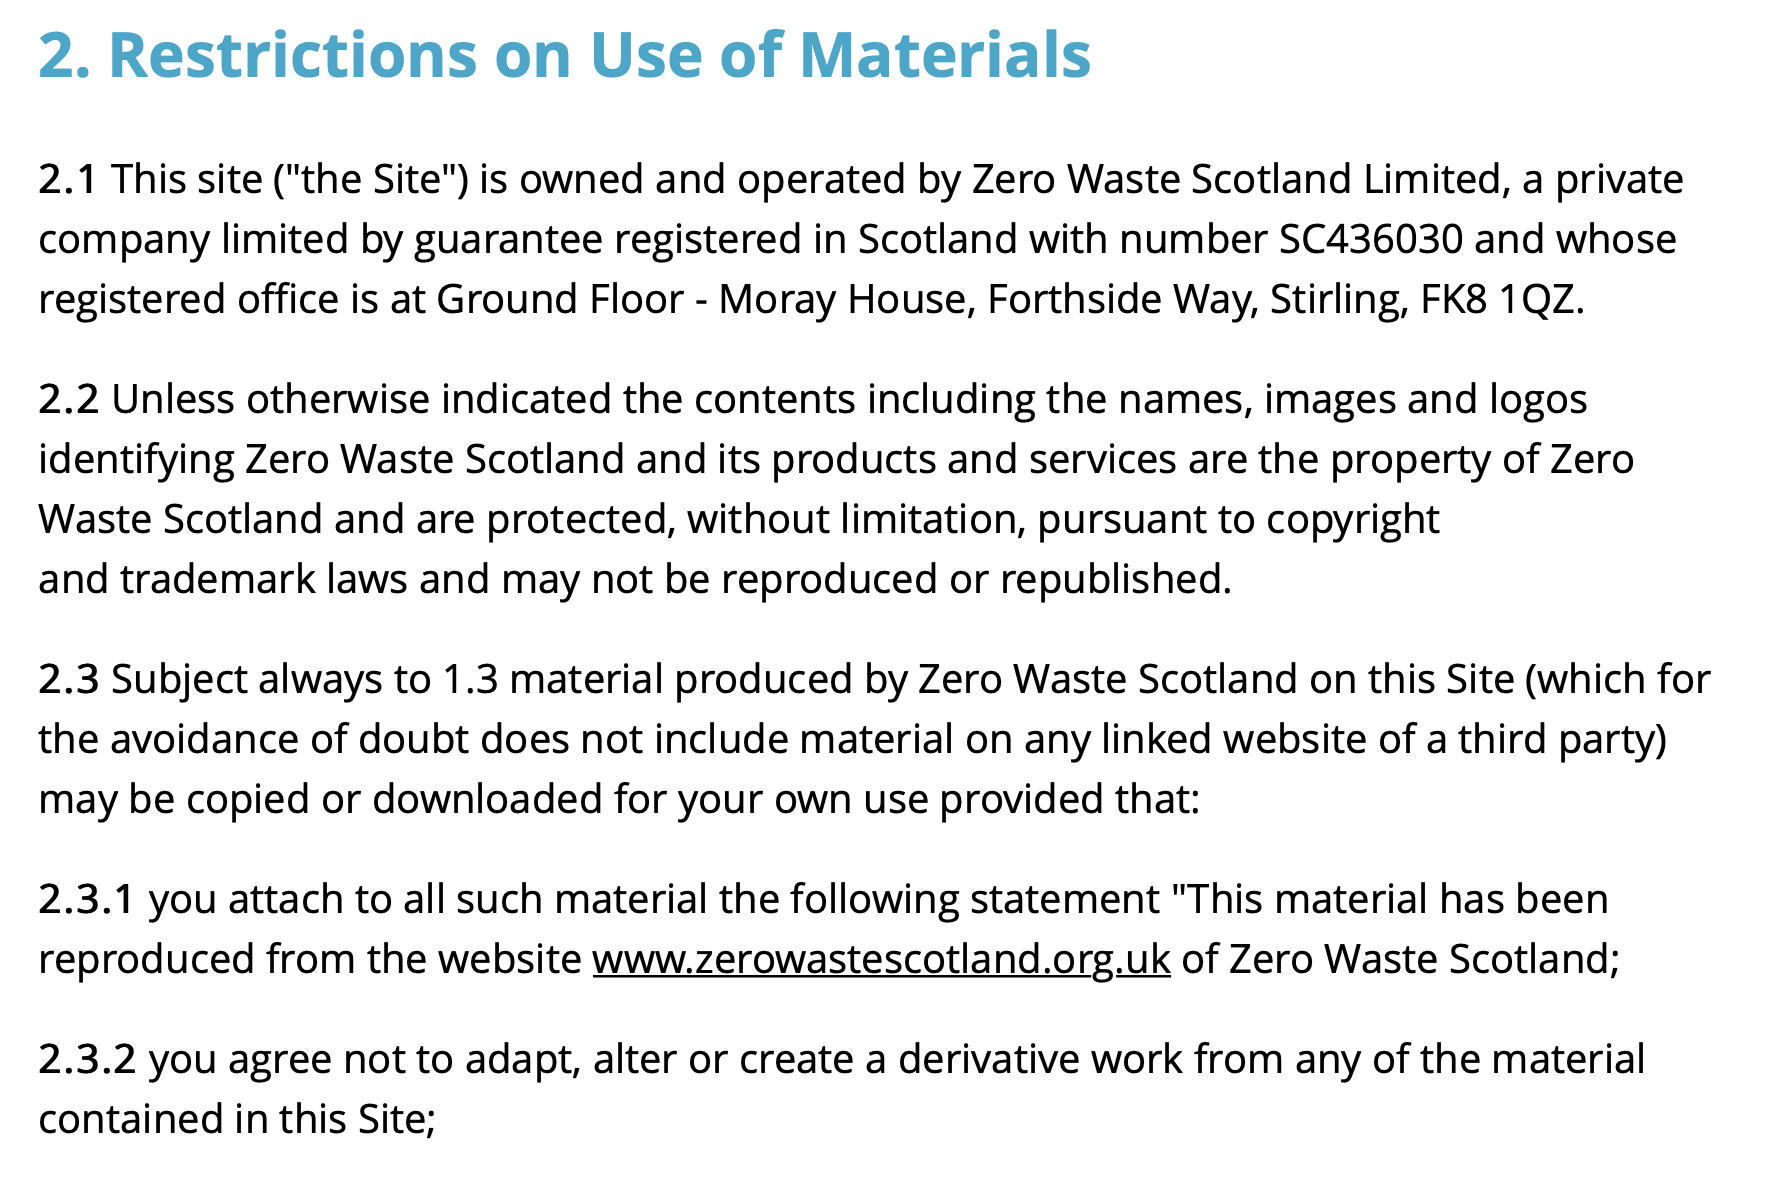 2. Restrictions on Use of Materials
2.1 This site ("the Site") is owned and operated by Zero Waste Scotland Limited, a private
company limited by guarantee registered in Scotland with number SC436030 and whose
registered office is at Ground Floor - Moray House, Forthside Way, Stirling, FK8 1QZ.
2.2 Unless otherwise indicated the contents including the names, images and logos
identifying Zero Waste Scotland and its products and services are the property of Zero
Waste Scotland and are protected, without limitation, pursuant to copyright
and trademark laws and may not be reproduced or republished.
2.3 Subject always to 1.3 material produced by Zero Waste Scotland on this Site (which for
the avoidance of doubt does not include material on any linked website of a third party)
may be copied or downloaded for your own use provided that:
2.3.1 you attach to all such material the following statement "This material has been
reproduced from the website www.zerowastescotland.org.uk of Zero Waste Scotland;
2.3.2 you agree not to adapt, alter or create a derivative work from any of the material
contained in this Site;